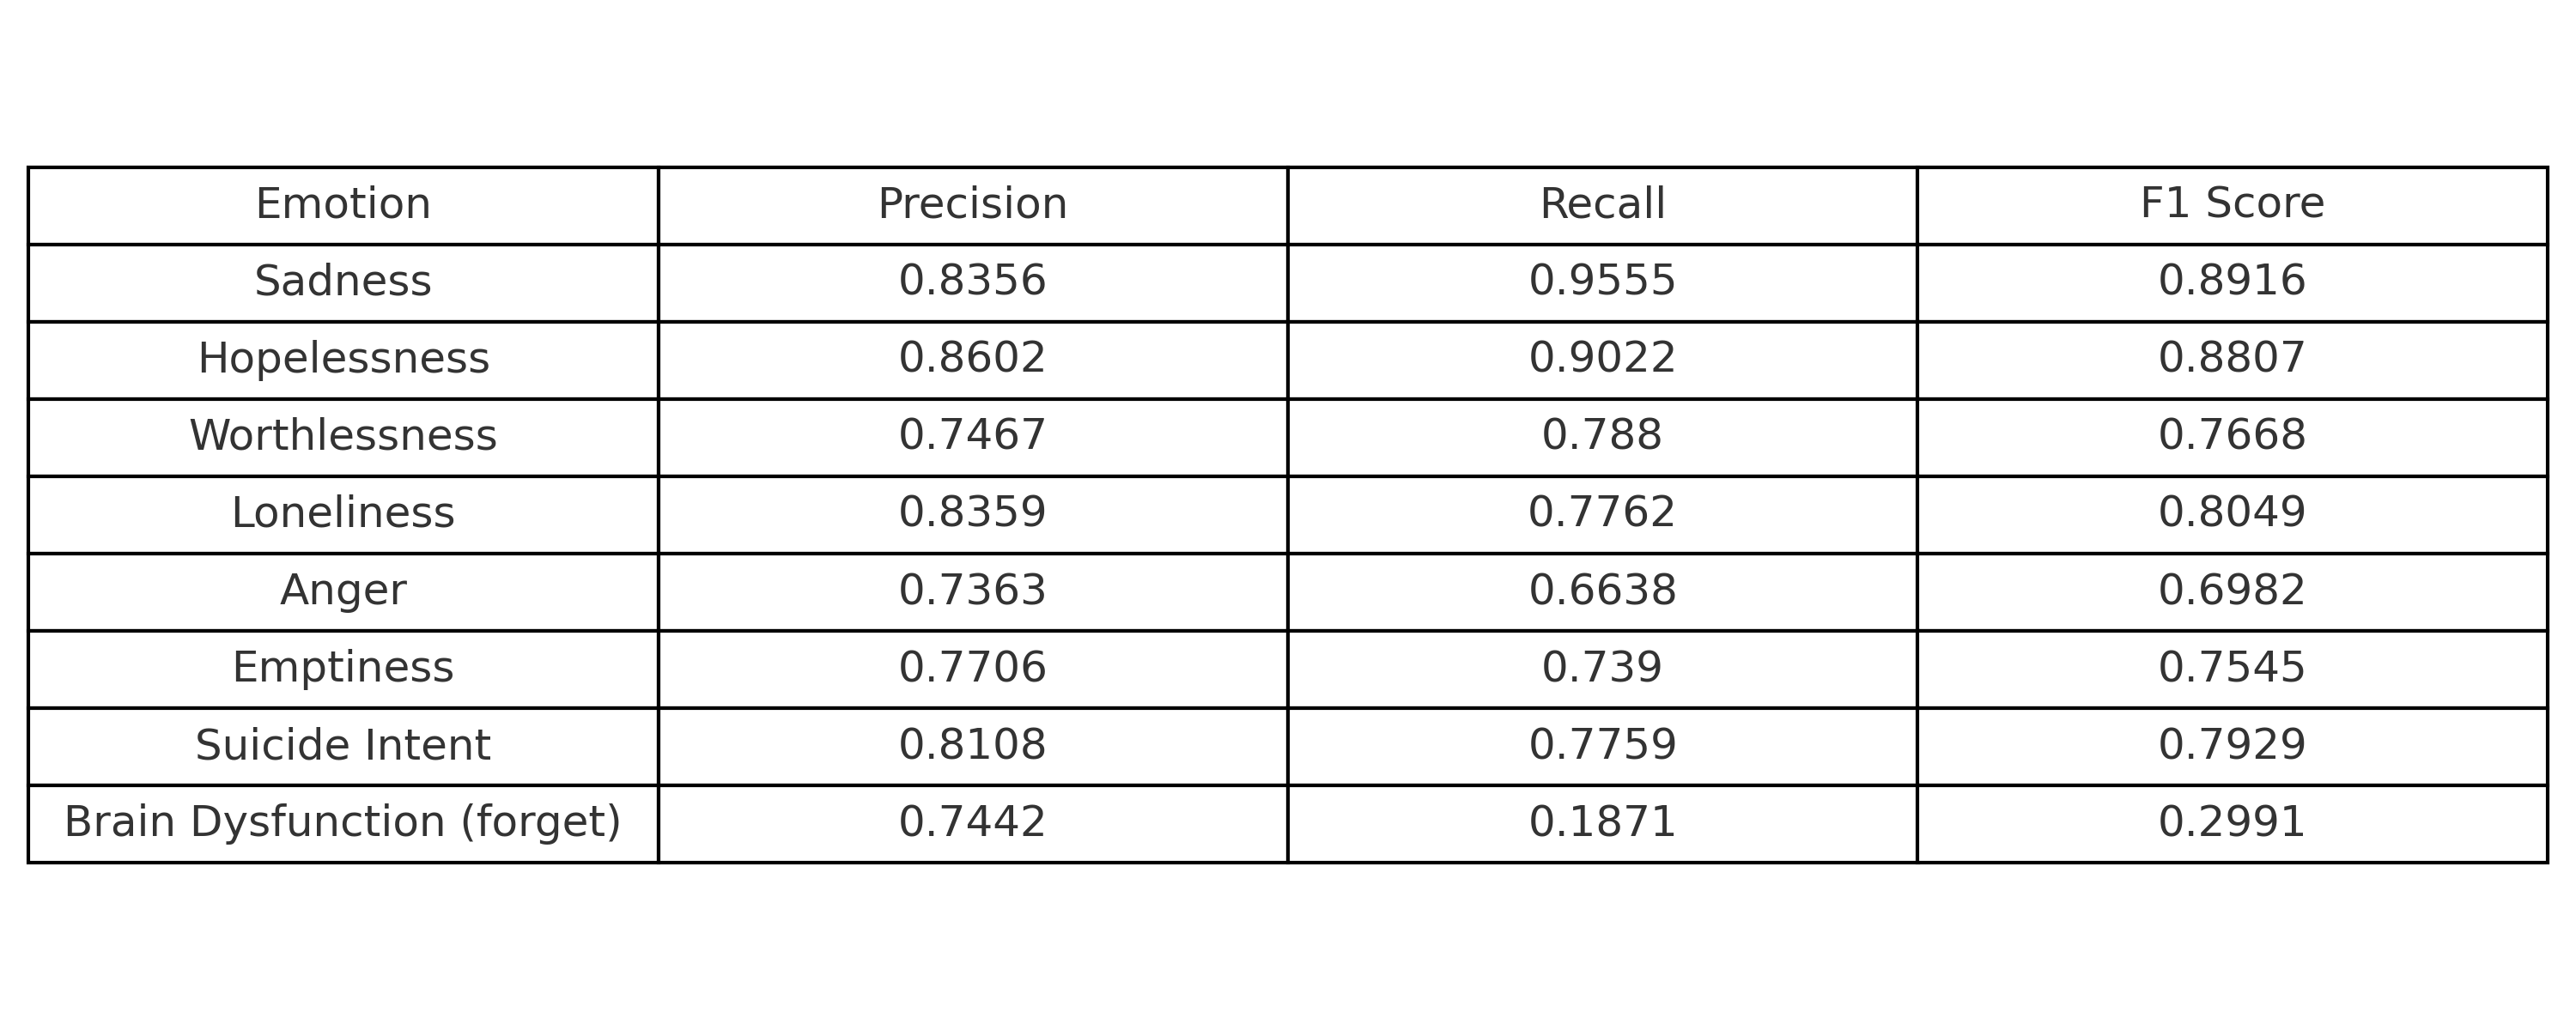 Emotion Precision Recall F1 Score
Sadness 0.8356 0.9555 0.8916
Hopelessness 0.8602 0.9022 0.8807
Worthlessness 0.7467 0.788 0.7668
Loneliness 0.8359 0.7762 0.8049
Anger 0.7363 0.6638 0.6982
Emptiness 0.7706 0.739 0.7545
Suicide Intent 0.8108 0.7759 0.7929
Brain Dysfunction (forget) 0.7442 0.1871 0.2991